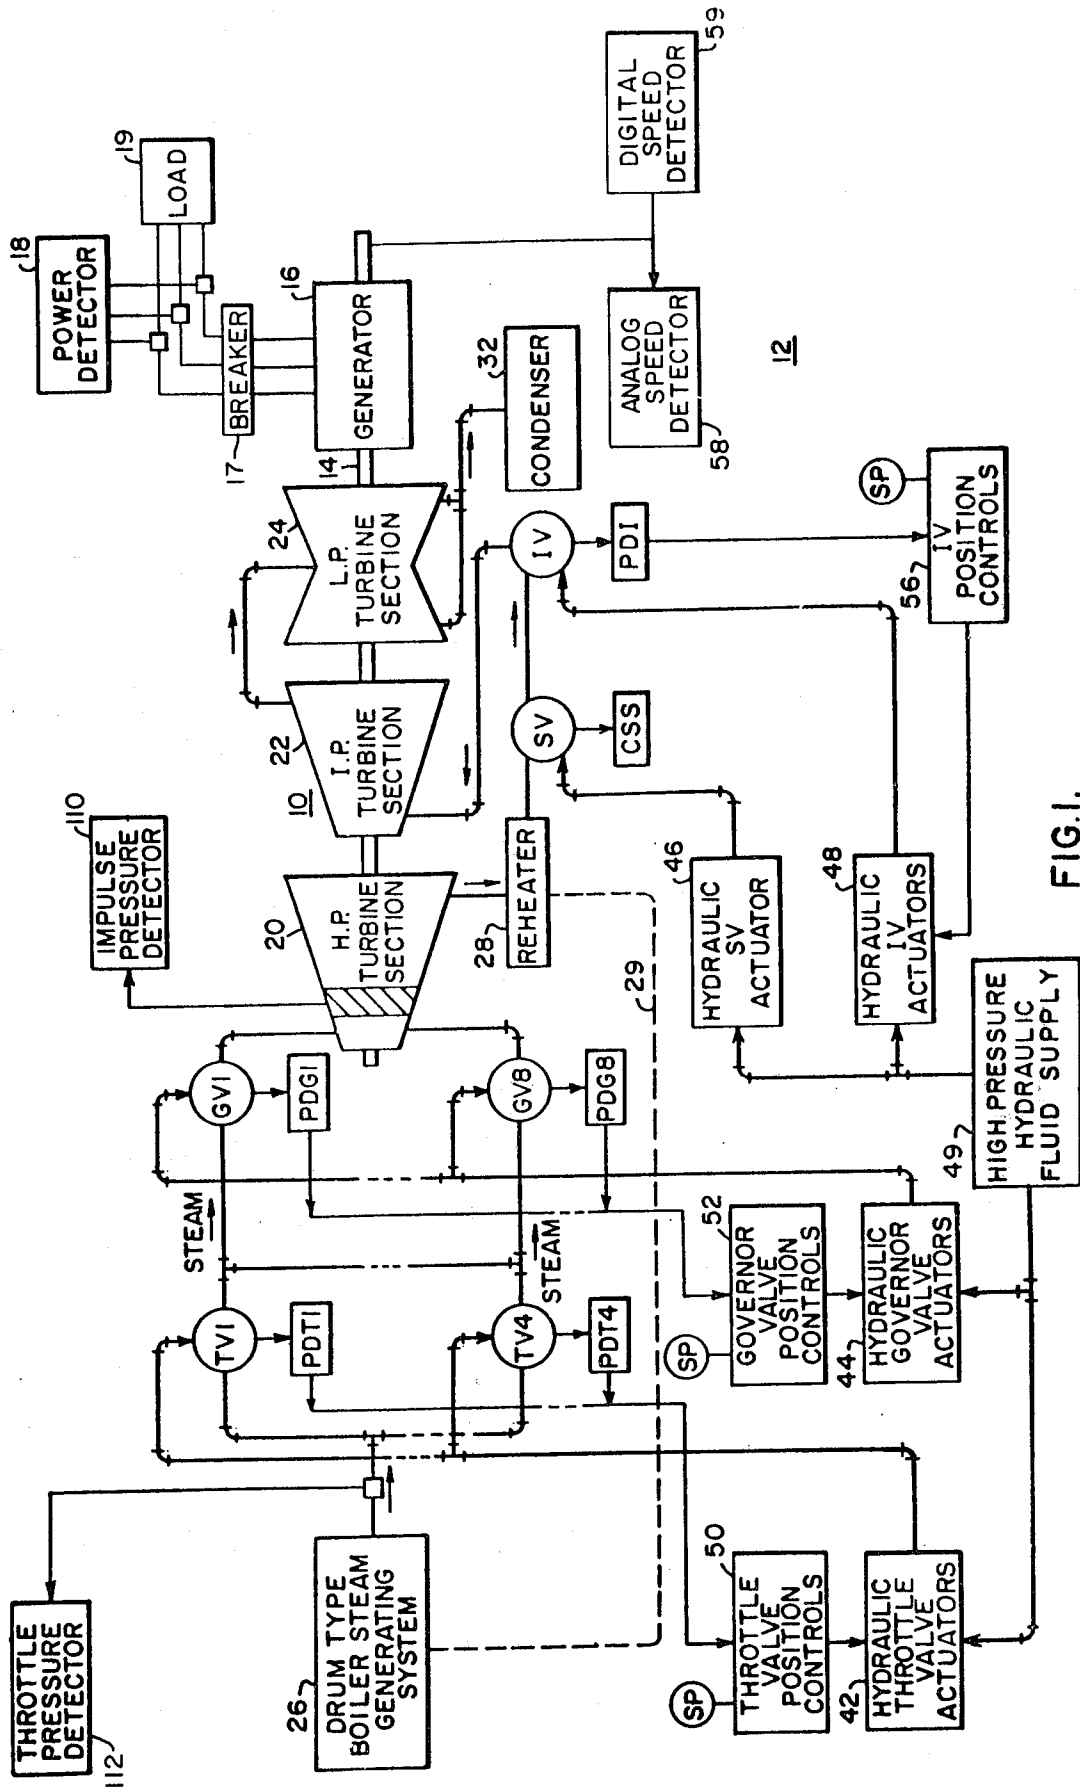 THROTTLE
PRESSURE
DETECTOR
112
IMPULSE
PRESSURE
DETECTOR
110
POWER
DETECTOR
18
LOAD
19
BREAKER
17
GENERATOR
16
14
L.P.
TURBINE
SECTION
24
I.P.
TURBINE
SECTION
22
10
H.P.
TURBINE
SECTION
20
GV1
PDG1
GV8
PDG8
STEAM
STEAM
TV1
PDT1
TV4
PDT4
DRUM TYPE
BOILER STEAM
GENERATING
SYSTEM
26
REHEATER
28
29
SV
CSS
IV
PDI
CONDENSER
32
DIGITAL
SPEED
DETECTOR
59
ANALOG
SPEED
DETECTOR
58
12
SP
THROTTLE
VALVE
POSITION
CONTROLS
50
HYDRAULIC
THROTTLE
VALVE
ACTUATORS
42
SP
GOVERNOR
VALVE
POSITION
CONTROLS
52
HYDRAULIC
GOVERNOR
VALVE
ACTUATORS
44
HIGH PRESSURE
HYDRAULIC
FLUID SUPPLY
49
HYDRAULIC
SV
ACTUATOR
46
HYDRAULIC
IV
ACTUATORS
48
SP
IV
POSITION
CONTROLS
56
FIG.1.